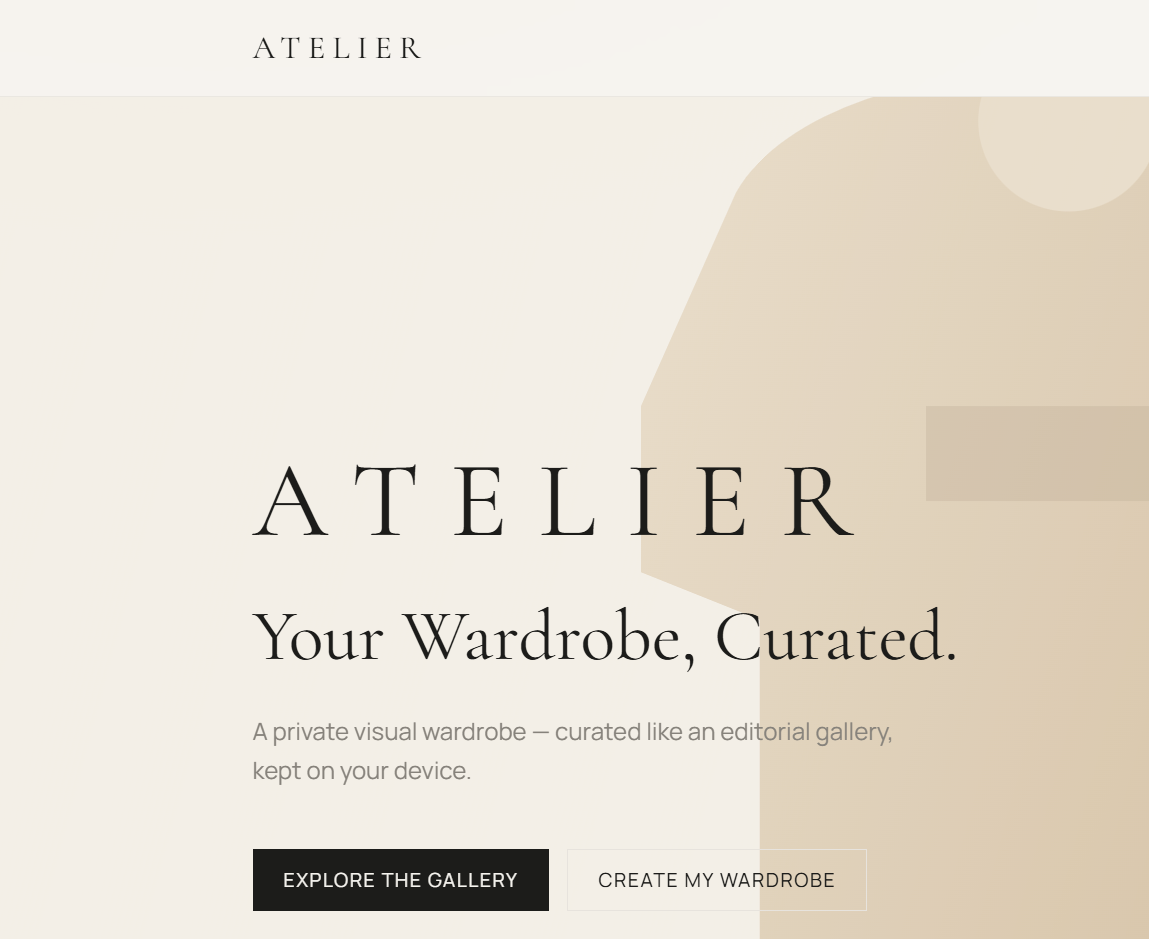 ATELIER
ATELIER
Your Wardrobe, Curated.
A private visual wardrobe — curated like an editorial gallery,
kept on your device.
EXPLORE THE GALLERY
CREATE MY WARDROBE